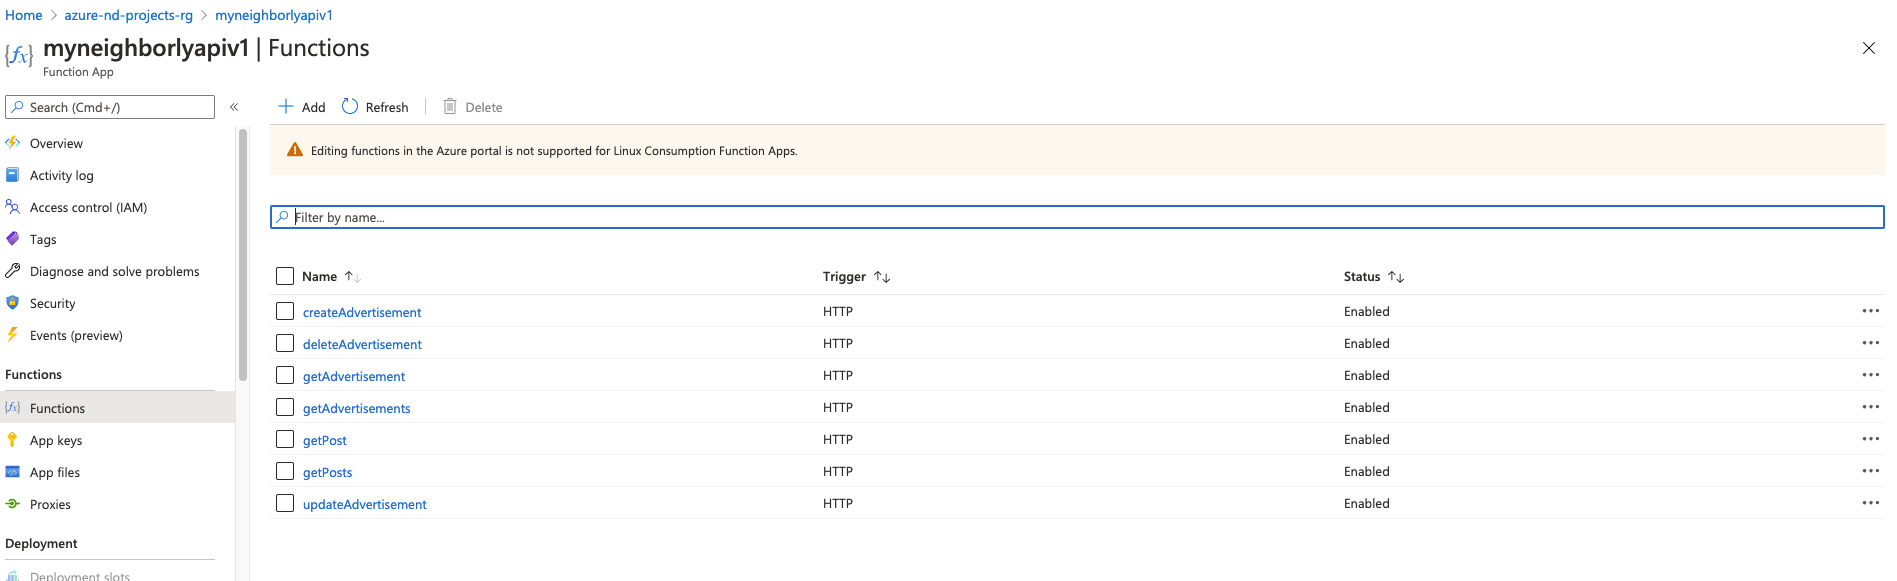 Home > azure-nd-projects-rg > myneighborlyapiv1
{fx} myneighborlyapiv1 | Functions
Function App
Search (Cmd+/)
«
Add
Refresh
Delete
Overview
Activity log
Access control (IAM)
Tags
Diagnose and solve problems
Security
Events (preview)
Functions
Functions
App keys
App files
Proxies
Deployment
Deployment slots
Editing functions in the Azure portal is not supported for Linux Consumption Function Apps.
Filter by name...
Name ↑↓ Trigger ↑↓ Status ↑↓
createAdvertisement HTTP Enabled ...
deleteAdvertisement HTTP Enabled ...
getAdvertisement HTTP Enabled ...
getAdvertisements HTTP Enabled ...
getPost HTTP Enabled ...
getPosts HTTP Enabled ...
updateAdvertisement HTTP Enabled ...